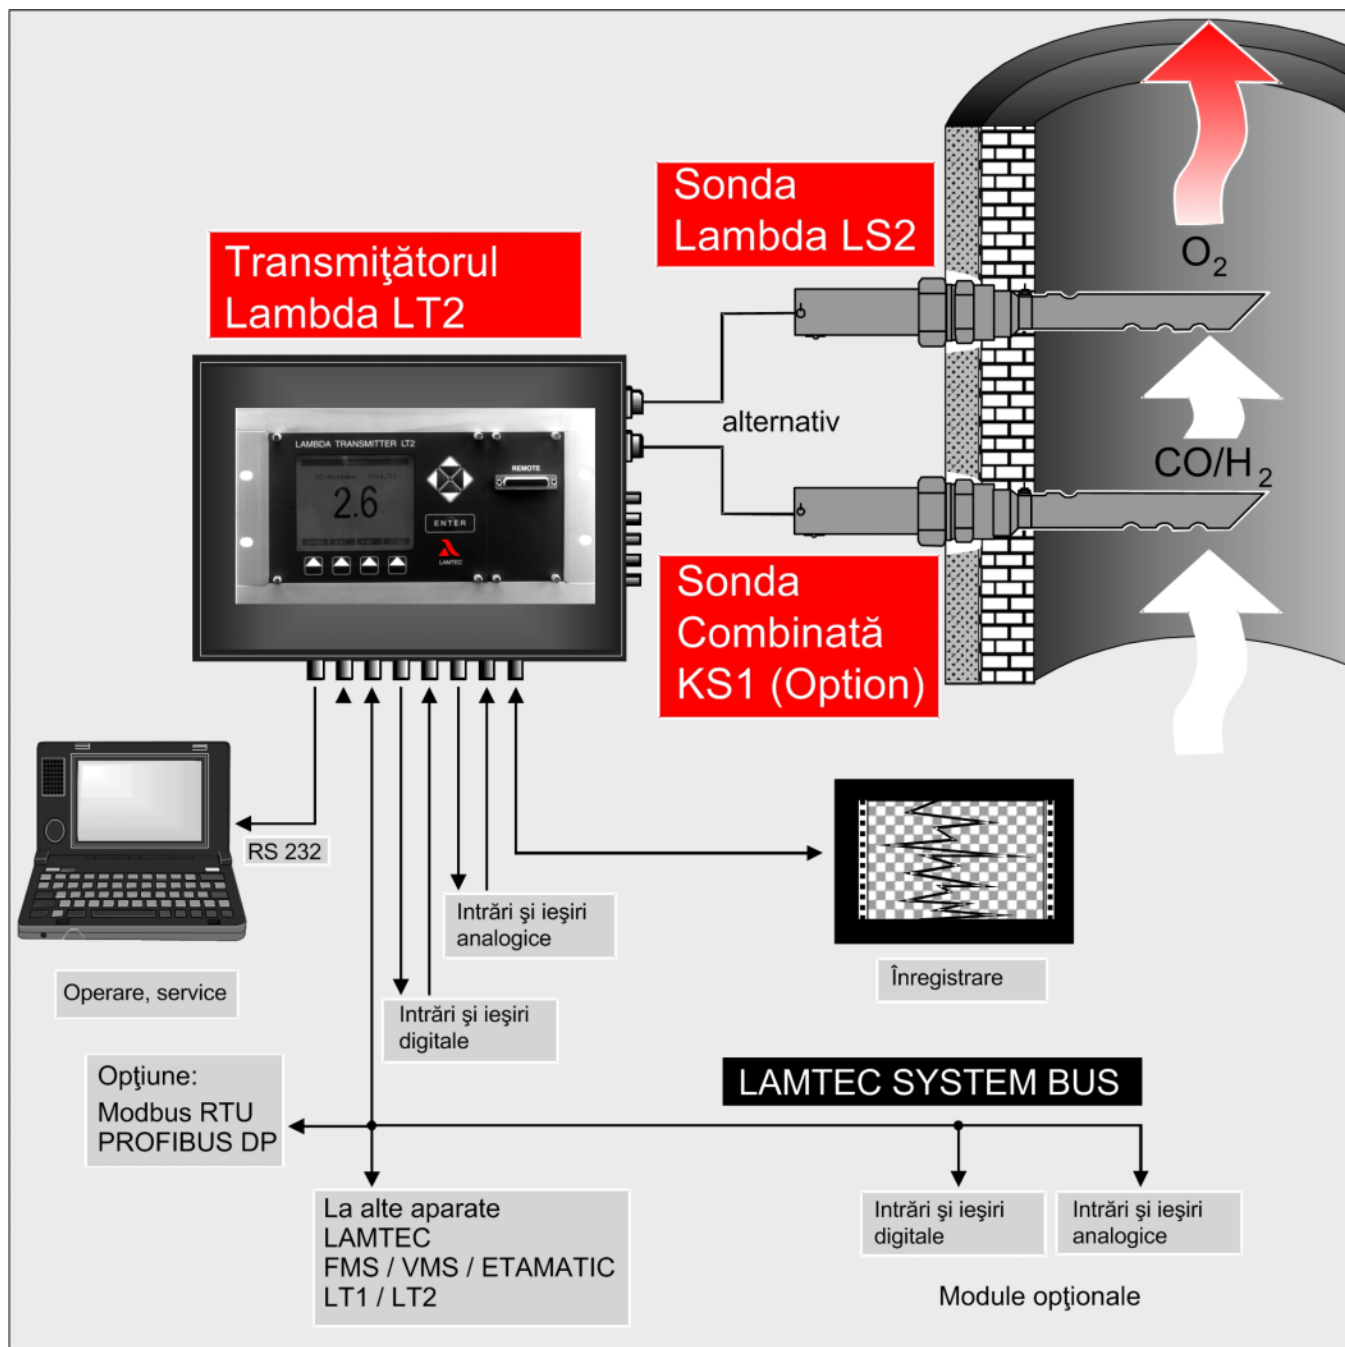 Sonda
Lambda LS2
Transmiţătorul
Lambda LT2
O2
alternativ
LAMBDA TRANSMITTER LT2
REMOTE
2.6
ENTER
LAMTEC
CO/H2
Sonda
Combinată
KS1 (Option)
RS 232
Intrări şi ieşiri
analogice
Înregistrare
Operare, service
Intrări şi ieşiri
digitale
Opţiune:
Modbus RTU
PROFIBUS DP
LAMTEC SYSTEM BUS
La alte aparate
LAMTEC
FMS / VMS / ETAMATIC
LT1 / LT2
Intrări şi ieşiri
digitale
Intrări şi ieşiri
analogice
Module opţionale